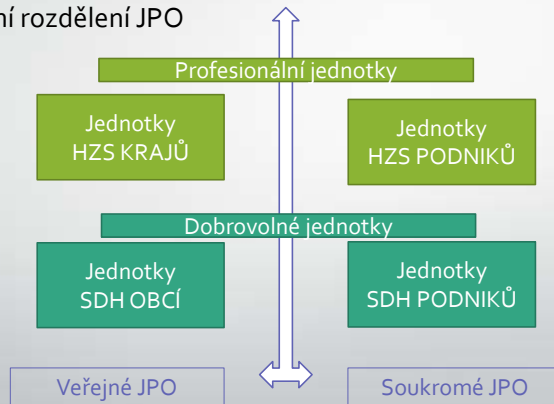 ní rozdělení JPO
Profesionální jednotky
Jednotky
HZS KRAJŮ
Jednotky
HZS PODNIKŮ
Dobrovolné jednotky
Jednotky
SDH OBCÍ
Jednotky
SDH PODNIKŮ
Veřejné JPO
Soukromé JPO